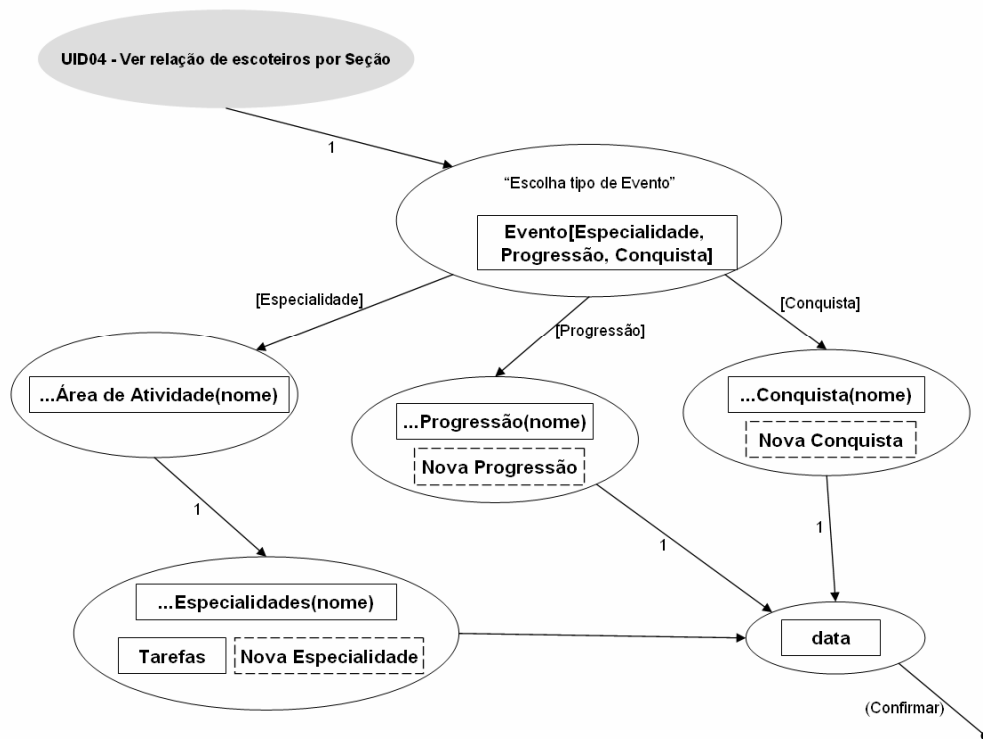 UID04 - Ver relação de escoteiros por Seção
1
“Escolha tipo de Evento”
Evento[Especialidade,
Progressão, Conquista]
[Especialidade]
[Progressão]
[Conquista]
...Área de Atividade(nome)
...Progressão(nome)
Nova Progressão
...Conquista(nome)
Nova Conquista
1
1
1
...Especialidades(nome)
Tarefas
Nova Especialidade
data
(Confirmar)